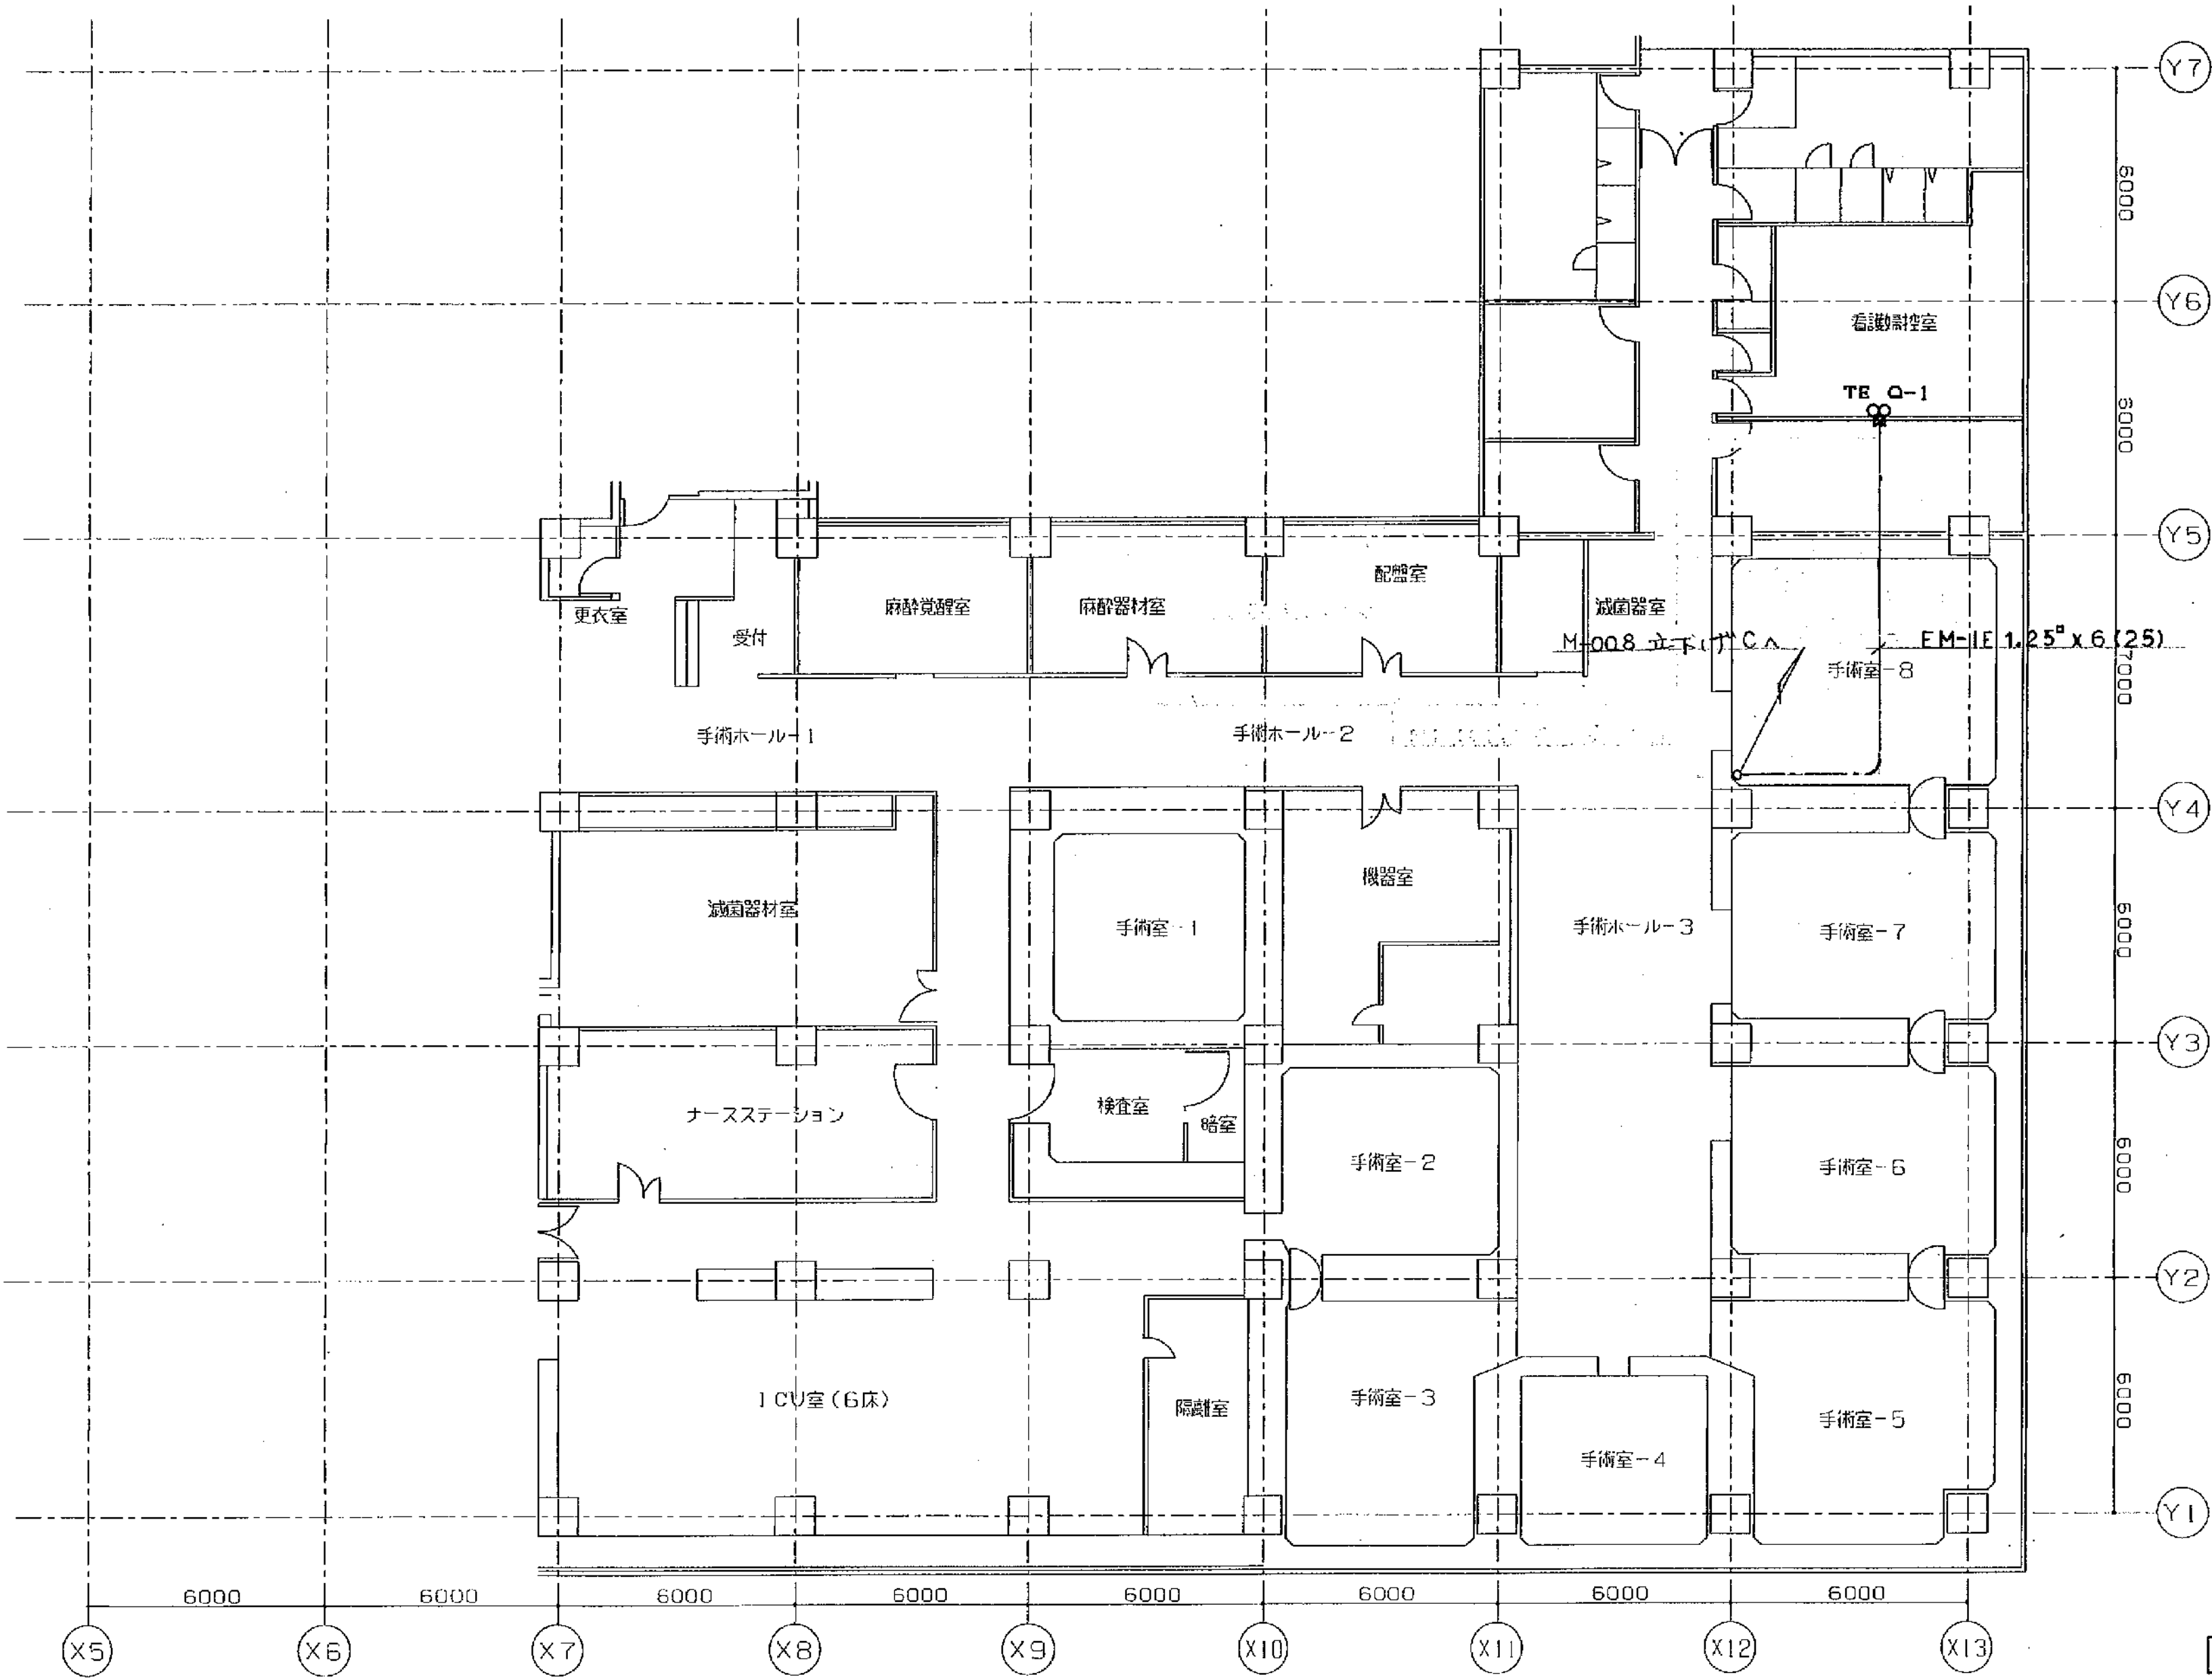 Y7
6000
Y6
看護婦控室
TE Q-1
6000
Y5
配盤室
麻酔覚醒室
麻酔器材室
滅菌器室
更衣室
受付
M-008 立下げ Cへ
EM-IE 1.25□ x 6 (25)
手術室-8
7000
手術ホール-1
手術ホール-2
Y4
機器室
滅菌器材室
手術室-1
手術ホール-3
手術室-7
6000
Y3
ナースステーション
検査室
暗室
手術室-2
手術室-6
6000
Y2
ICU室(6床)
隔離室
手術室-3
手術室-4
手術室-5
6000
Y1
6000 6000 6000 6000 6000 6000 6000 6000
X5 X6 X7 X8 X9 X10 X11 X12 X13